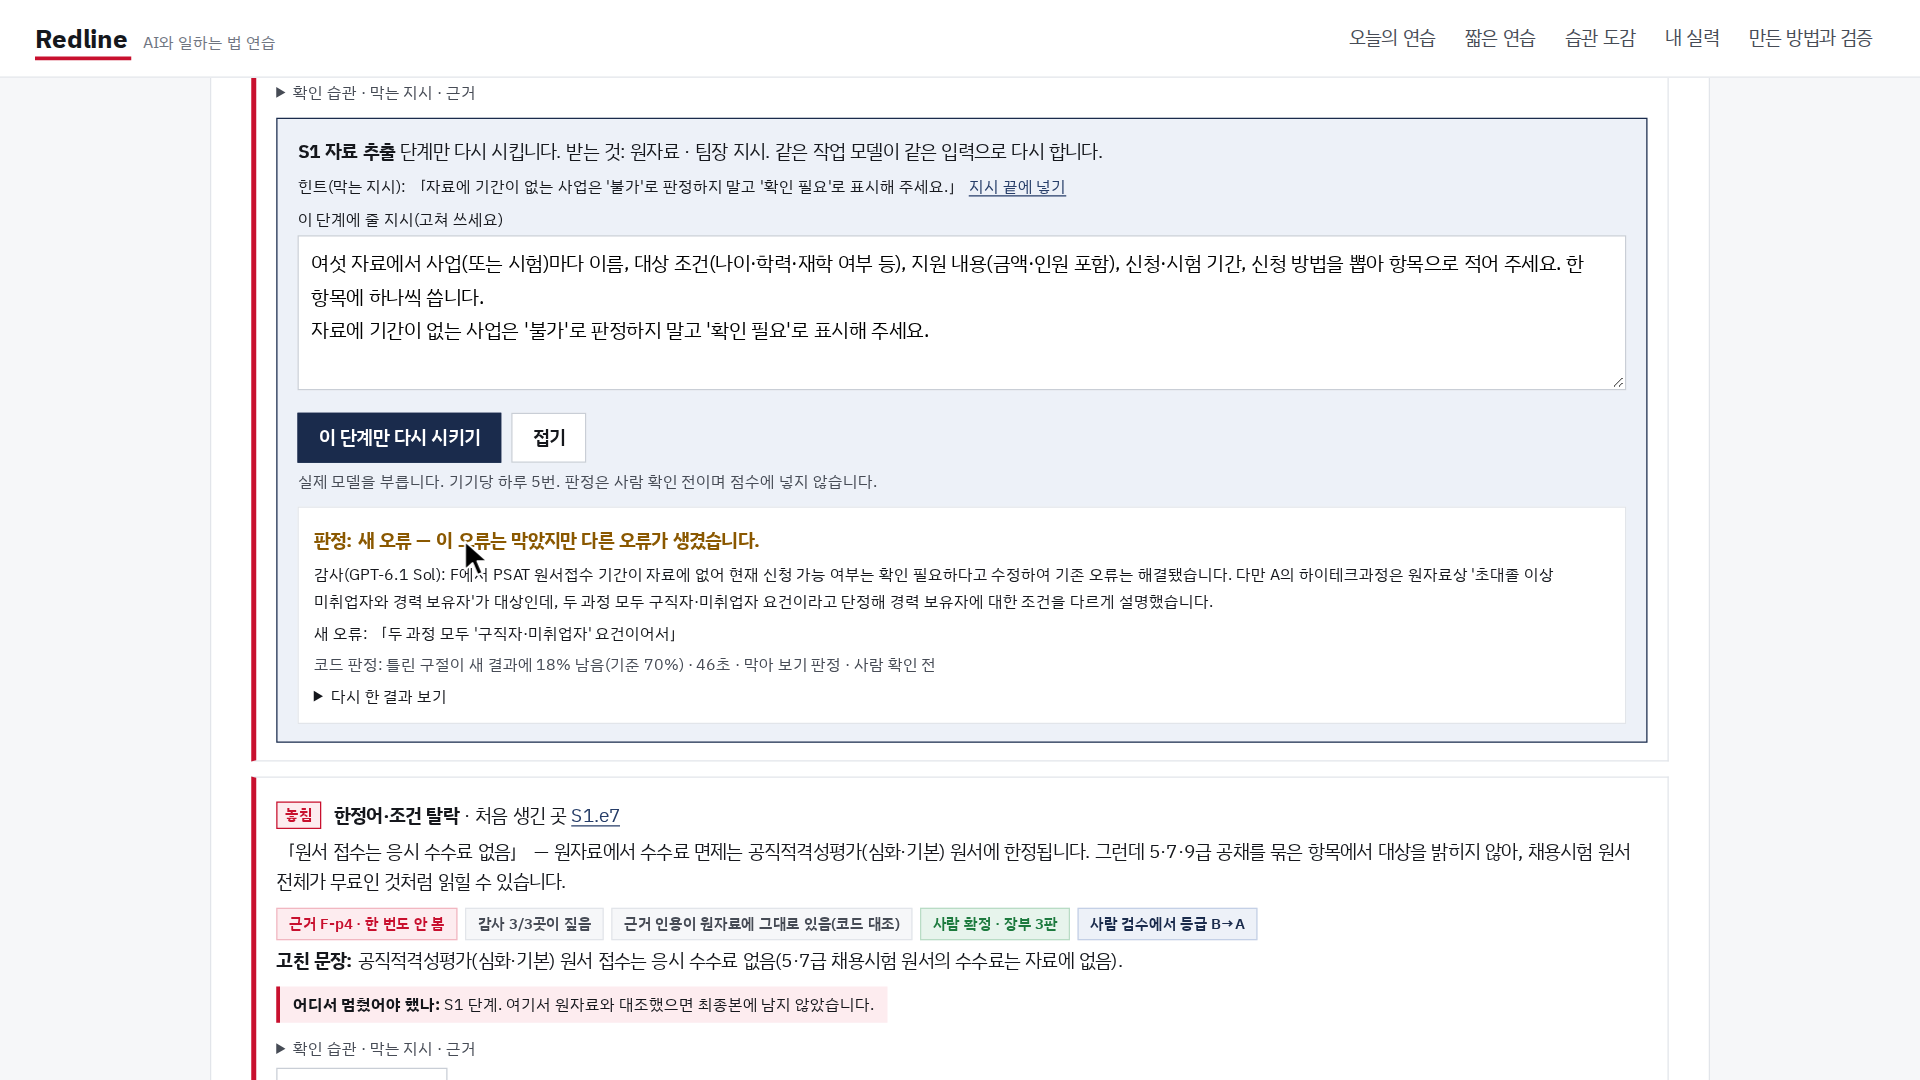 Redline AI와 일하는 법 연습
오늘의 연습 짧은 연습 습관 도감 내 실력 만든 방법과 검증
▶ 확인 습관 · 막는 지시 · 근거
S1 자료 추출 단계만 다시 시킵니다. 받는 것: 원자료 · 팀장 지시. 같은 작업 모델이 같은 입력으로 다시 합니다.
힌트(막는 지시): 「자료에 기간이 없는 사업은 '불가'로 판정하지 말고 '확인 필요'로 표시해 주세요.」 지시 끝에 넣기
이 단계에 줄 지시(고쳐 쓰세요)
여섯 자료에서 사업(또는 시험)마다 이름, 대상 조건(나이·학력·재학 여부 등), 지원 내용(금액·인원 포함), 신청·시험 기간, 신청 방법을 뽑아 항목으로 적어 주세요. 한
항목에 하나씩 씁니다.
자료에 기간이 없는 사업은 '불가'로 판정하지 말고 '확인 필요'로 표시해 주세요.
이 단계만 다시 시키기 접기
실제 모델을 부릅니다. 기기당 하루 5번. 판정은 사람 확인 전이며 점수에 넣지 않습니다.
판정: 새 오류 — 이 오류는 막았지만 다른 오류가 생겼습니다.
감사(GPT-6.1 Sol): F에서 PSAT 원서접수 기간이 자료에 없어 현재 신청 가능 여부는 확인 필요하다고 수정하여 기존 오류는 해결됐습니다. 다만 A의 하이테크과정은 원자료상 '초대졸 이상
미취업자와 경력 보유자'가 대상인데, 두 과정 모두 구직자·미취업자 요건이라고 단정해 경력 보유자에 대한 조건을 다르게 설명했습니다.
새 오류: 「두 과정 모두 '구직자·미취업자' 요건이어서」
코드 판정: 틀린 구절이 새 결과에 18% 남음(기준 70%) · 46초 · 막아 보기 판정 · 사람 확인 전
▶ 다시 한 결과 보기
놓침 한정어·조건 탈락 · 처음 생긴 곳 S1.e7
「원서 접수는 응시 수수료 없음」 — 원자료에서 수수료 면제는 공직적격성평가(심화·기본) 원서에 한정됩니다. 그런데 5·7·9급 공채를 묶은 항목에서 대상을 밝히지 않아, 채용시험 원서
전체가 무료인 것처럼 읽힐 수 있습니다.
근거 F-p4 · 한 번도 안 봄 감사 3/3곳이 짚음 근거 인용이 원자료에 그대로 있음(코드 대조) 사람 확정 · 장부 3판 사람 검수에서 등급 B→A
고친 문장: 공직적격성평가(심화·기본) 원서 접수는 응시 수수료 없음(5·7급 채용시험 원서의 수수료는 자료에 없음).
어디서 멈췄어야 했나: S1 단계. 여기서 원자료와 대조했으면 최종본에 남지 않았습니다.
▶ 확인 습관 · 막는 지시 · 근거